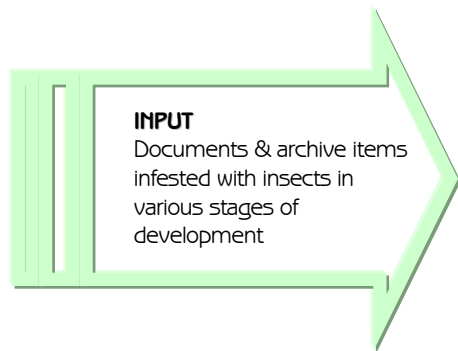 INPUT
Documents & archive items
infested with insects in
various stages of
development